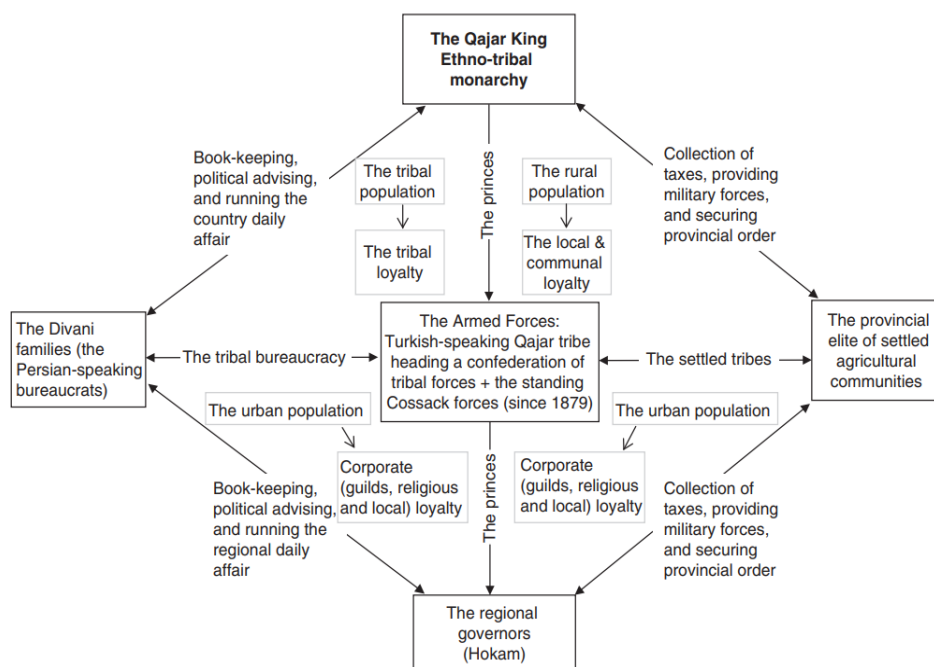 The Qajar King
Ethno-tribal
monarchy
Book-keeping,
political advising,
and running the
country daily
affair
The tribal
population
The tribal
loyalty
The princes
The rural
population
The local &
communal
loyalty
Collection of
taxes, providing
military forces,
and securing
provincial order
The Divani
families (the
Persian-speaking
bureaucrats)
The tribal bureaucracy
The Armed Forces:
Turkish-speaking Qajar tribe
heading a confederation of
tribal forces + the standing
Cossack forces (since 1879)
The settled tribes
The provincial
elite of settled
agricultural
communities
The urban population
Corporate
(guilds, religious
and local) loyalty
The urban population
Corporate
(guilds, religious
and local) loyalty
Book-keeping,
political advising,
and running the
regional daily
affair
The princes
Collection of
taxes, providing
military forces,
and securing
provincial order
The regional
governors
(Hokam)